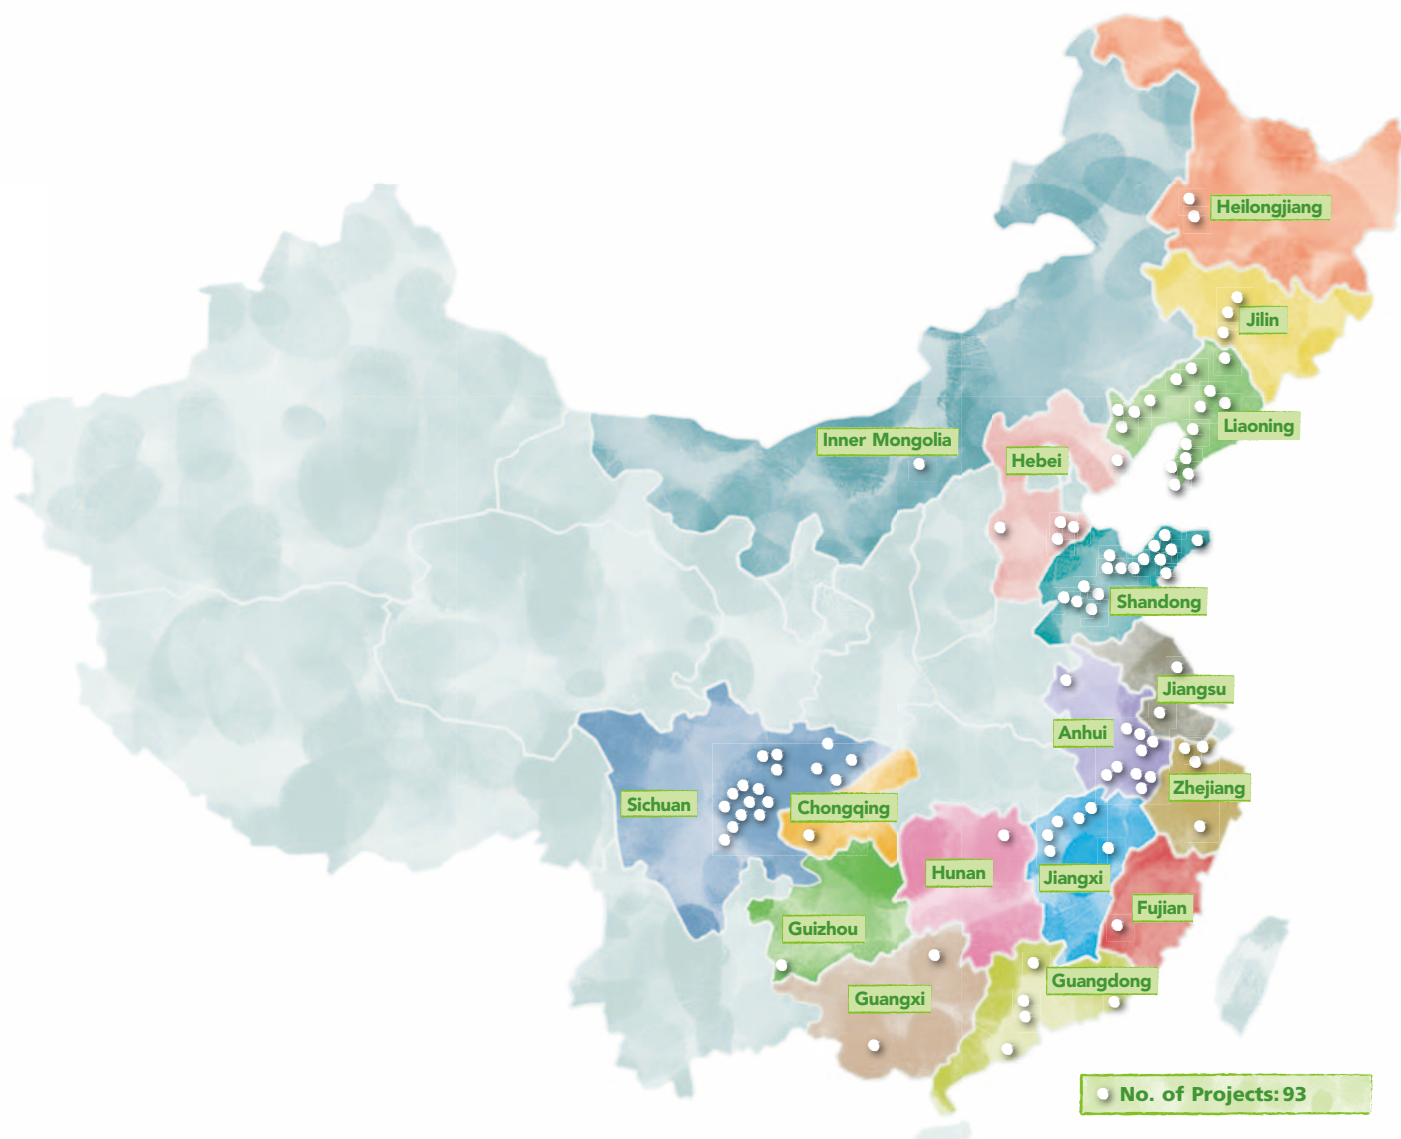 Heilongjiang
Jilin
Liaoning
Inner Mongolia
Hebei
Shandong
Jiangsu
Anhui
Zhejiang
Sichuan
Chongqing
Hunan
Jiangxi
Fujian
Guizhou
Guangdong
Guangxi
No. of Projects: 93